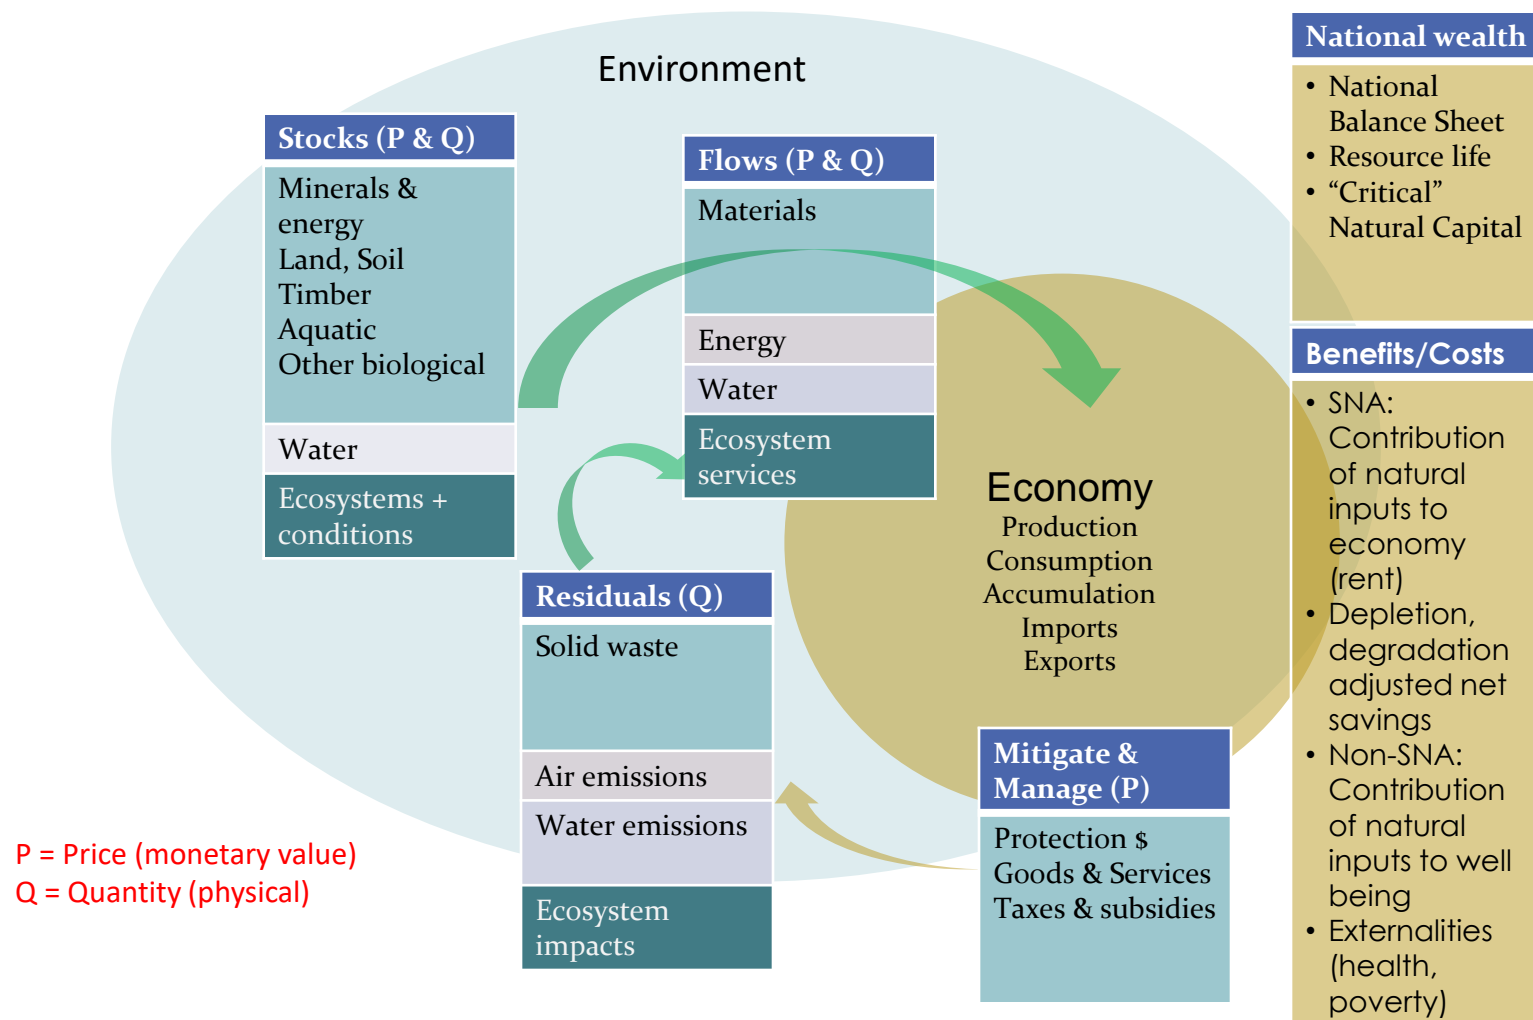 Environment
Stocks (P & Q)
Minerals &
energy
Land, Soil
Timber
Aquatic
Other biological
Water
Ecosystems +
conditions
Flows (P & Q)
Materials
Energy
Water
Ecosystem
services
Residuals (Q)
Solid waste
Air emissions
Water emissions
Ecosystem
impacts
Economy
Production
Consumption
Accumulation
Imports
Exports
Mitigate &
Manage (P)
Protection $
Goods & Services
Taxes & subsidies
P = Price (monetary value)
Q = Quantity (physical)
National wealth
• National
Balance Sheet
• Resource life
• “Critical”
Natural Capital
Benefits/Costs
• SNA:
Contribution
of natural
inputs to
economy
(rent)
• Depletion,
degradation
adjusted net
savings
• Non-SNA:
Contribution
of natural
inputs to well
being
• Externalities
(health,
poverty)